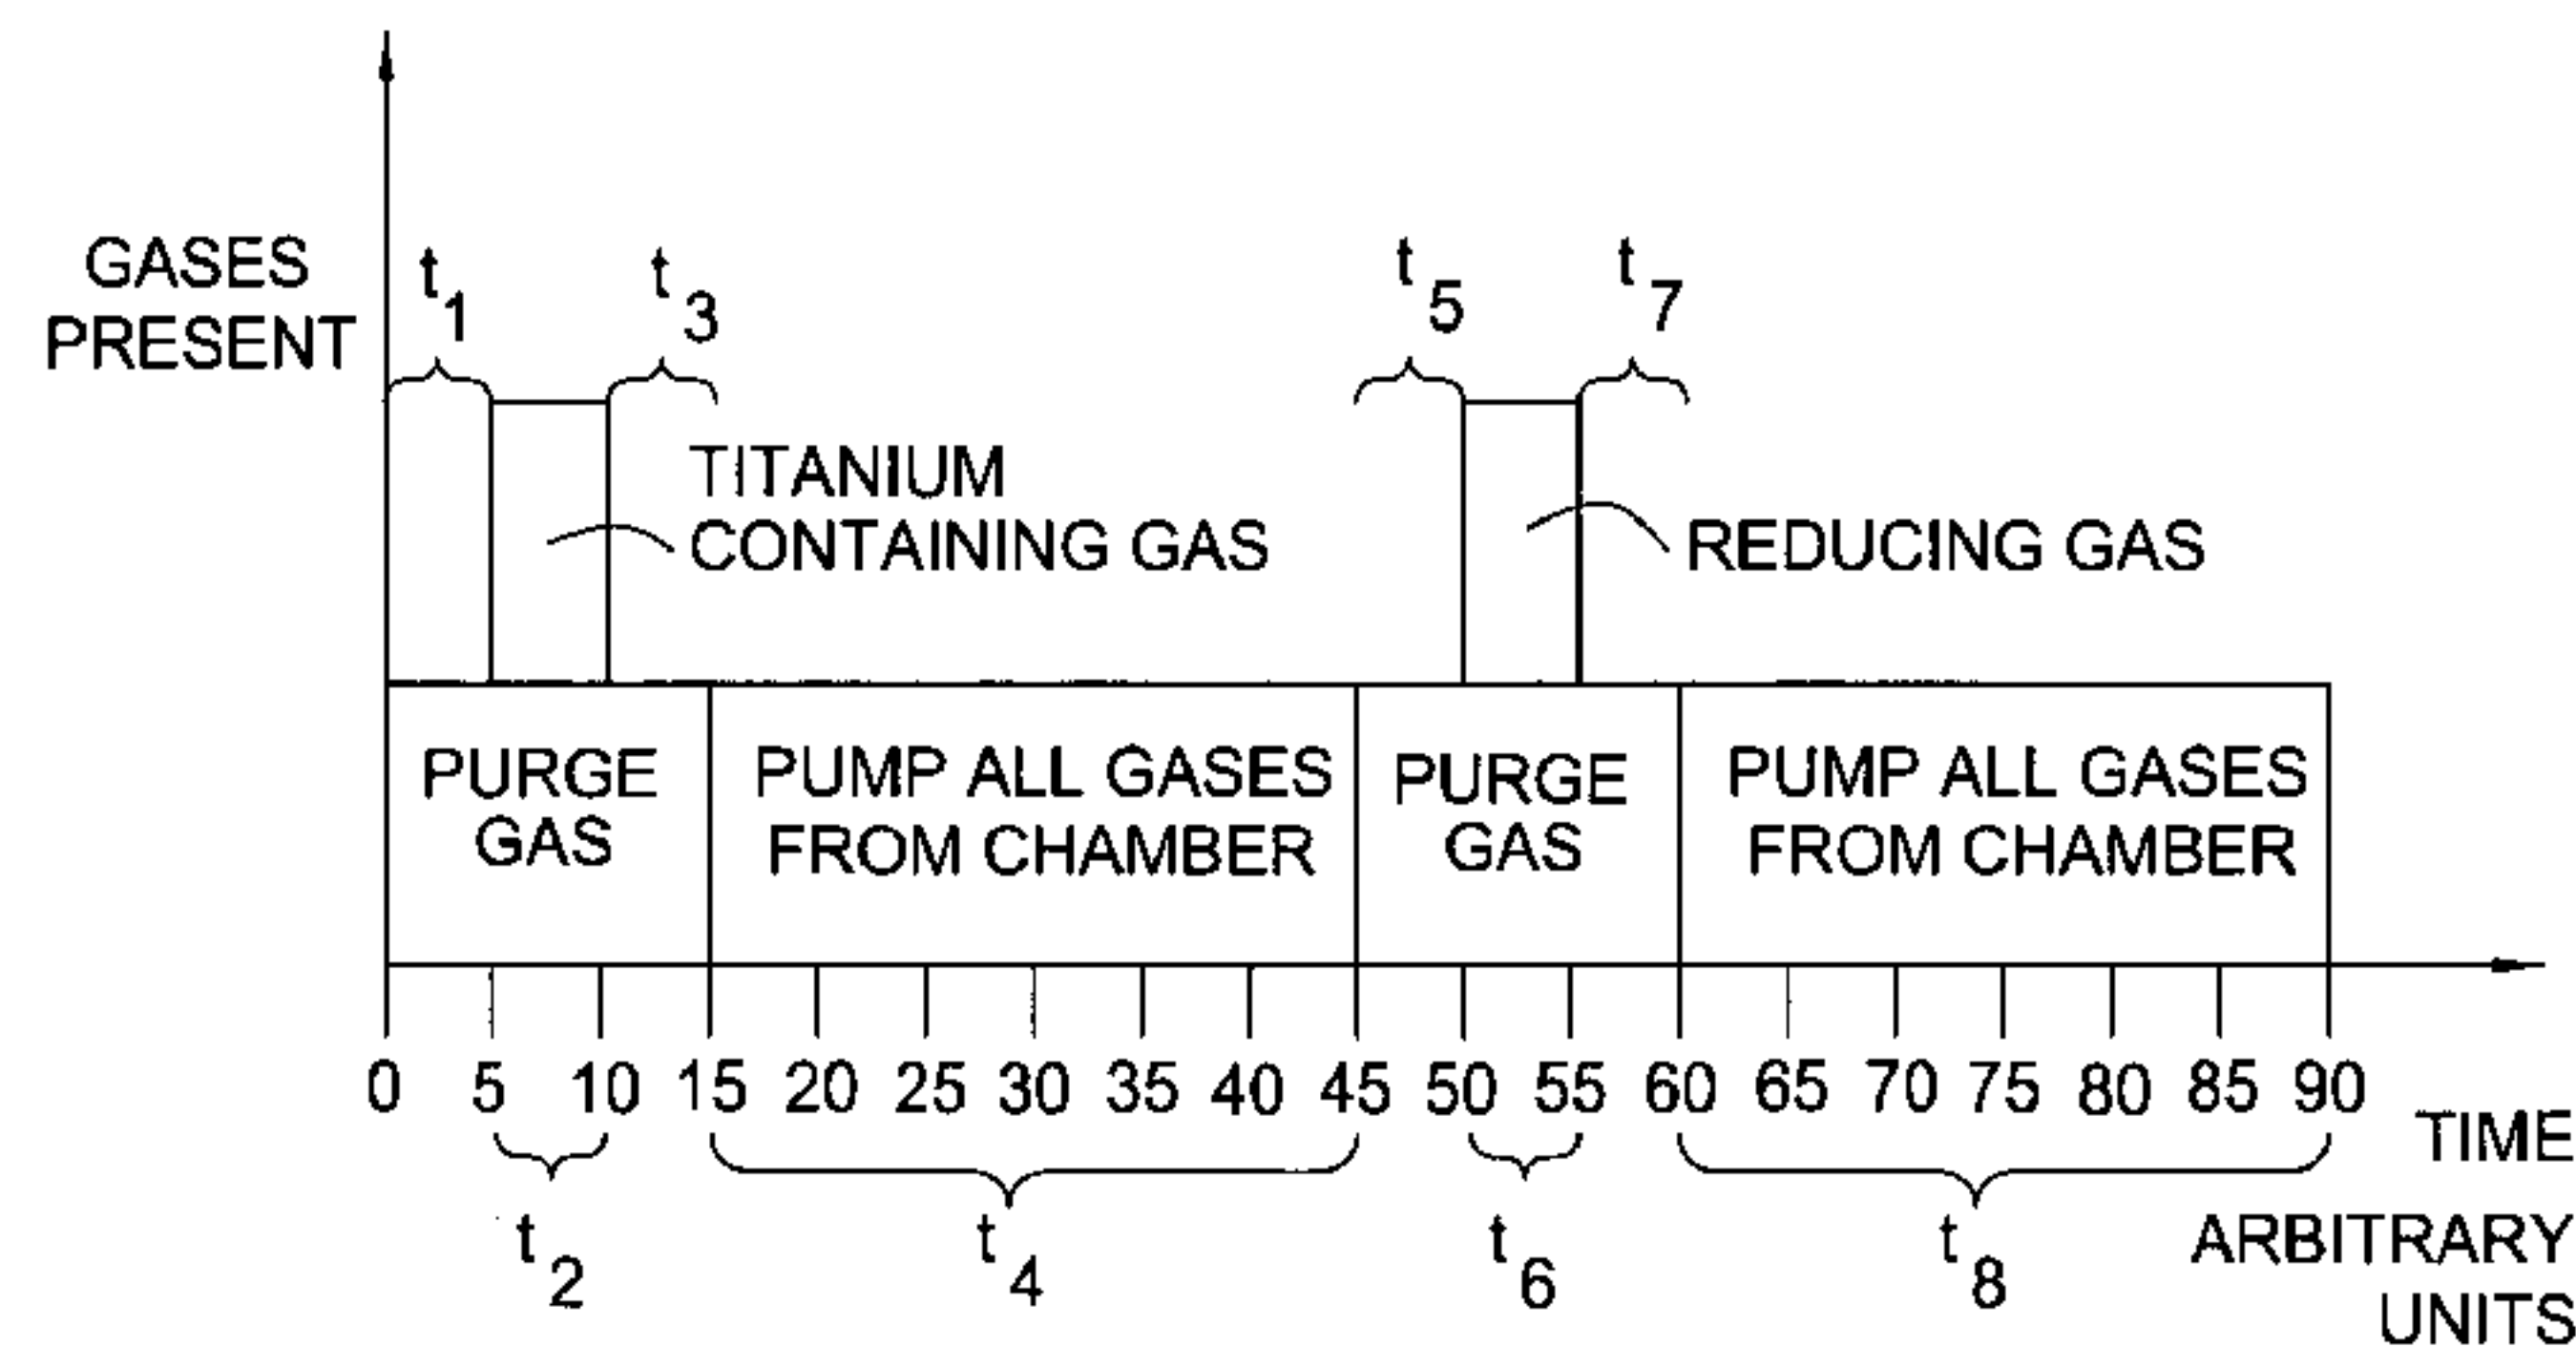 GASES
PRESENT
t1
t3
t5
t7
TITANIUM
CONTAINING GAS
REDUCING GAS
PURGE
GAS
PUMP ALL GASES
FROM CHAMBER
PURGE
GAS
PUMP ALL GASES
FROM CHAMBER
0 5 10 15 20 25 30 35 40 45 50 55 60 65 70 75 80 85 90
TIME
t2
t4
t6
t8
ARBITRARY
UNITS